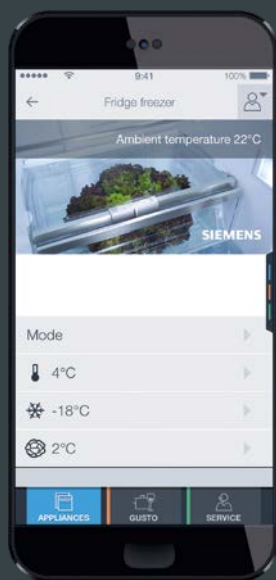 9:41
100%
Fridge freezer
Ambient temperature 22°C
SIEMENS
Mode
4°C
-18°C
2°C
APPLIANCES
GUSTO
SERVICE